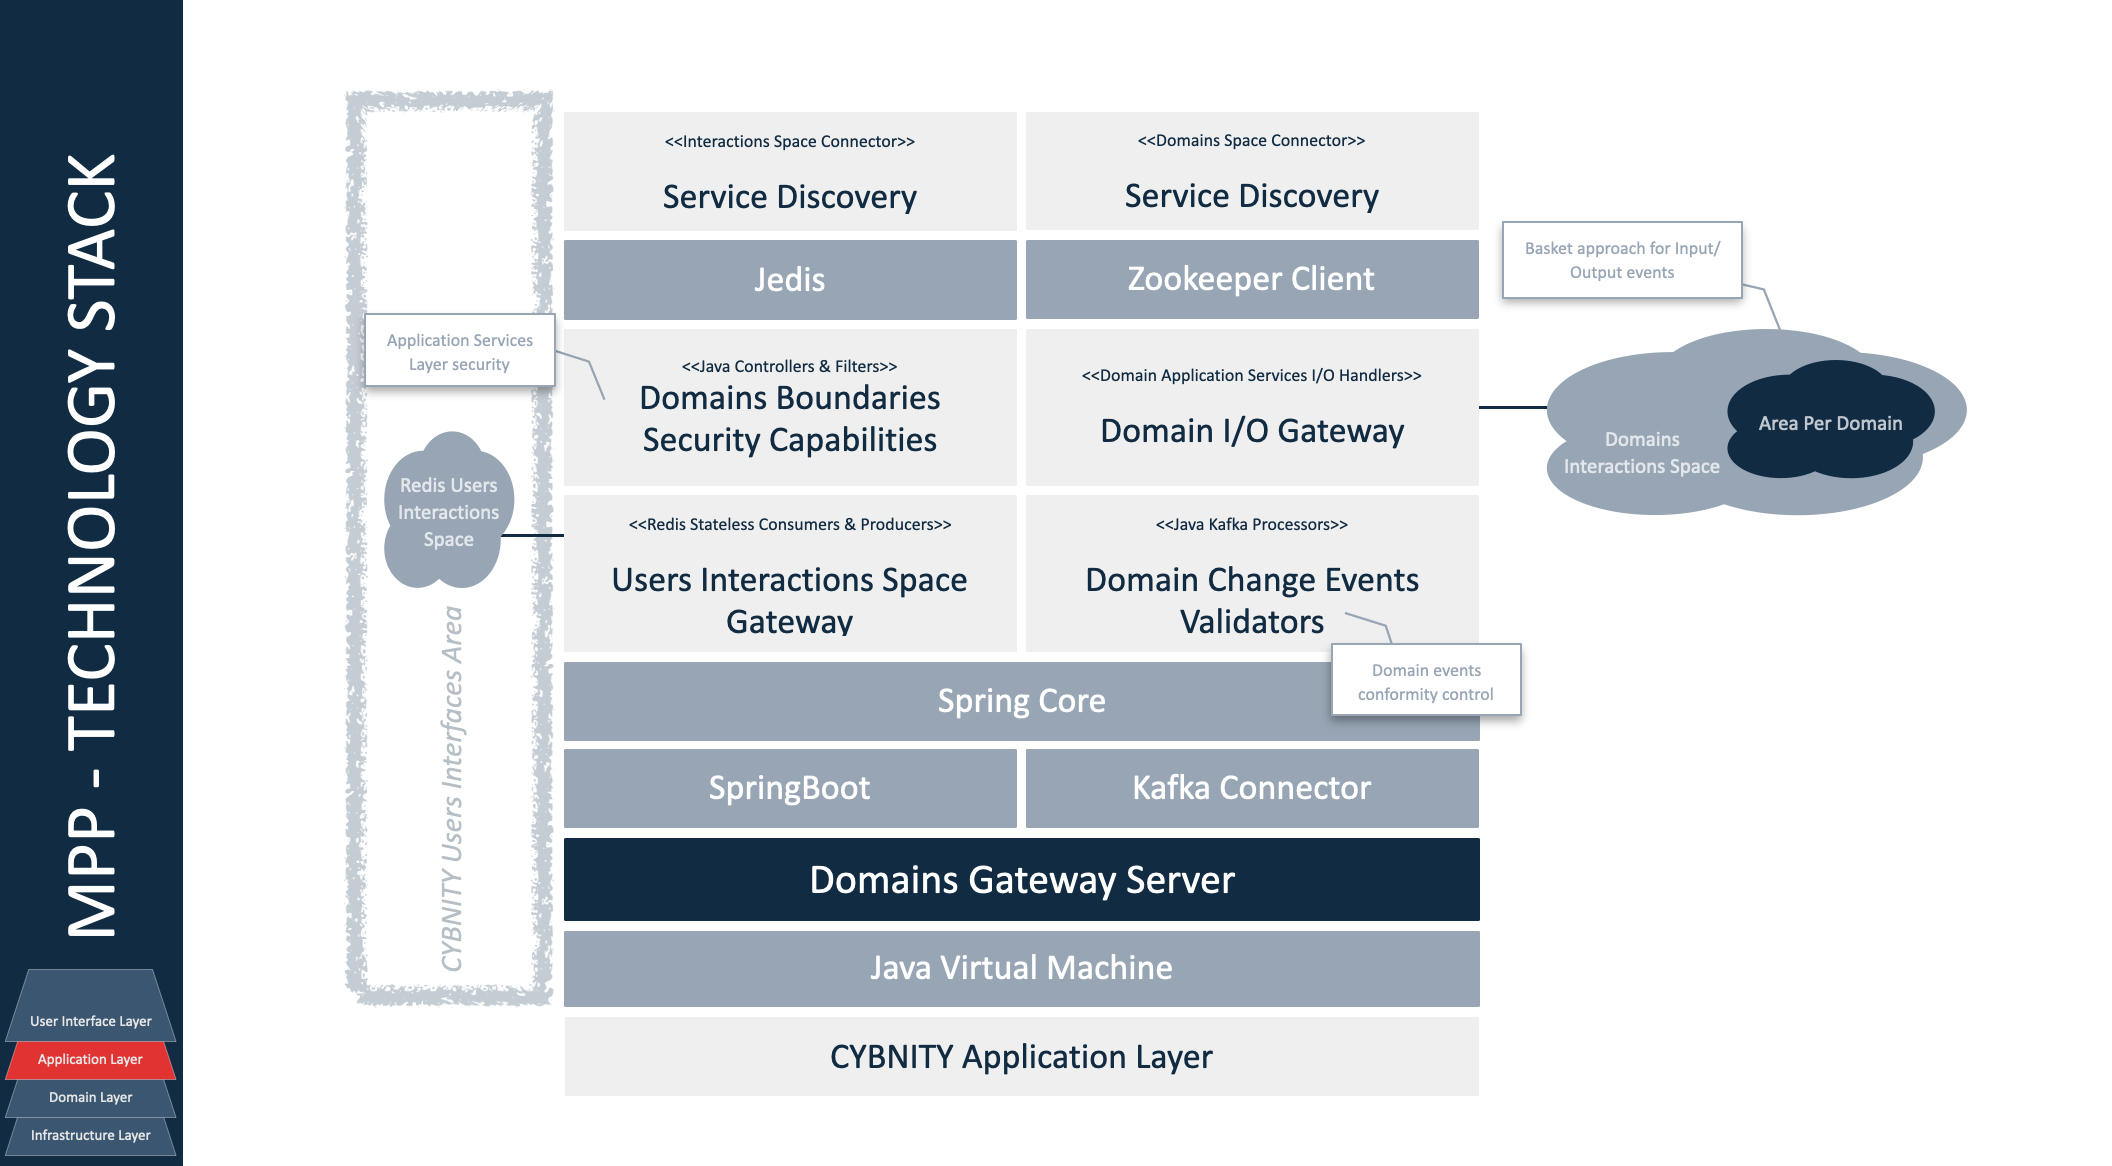 MPP - TECHNOLOGY STACK
User Interface Layer
Application Layer
Domain Layer
Infrastructure Layer
<<Interactions Space Connector>>
Service Discovery
<<Domains Space Connector>>
Service Discovery
Jedis
Zookeeper Client
Basket approach for Input/
Output events
Application Services
Layer security
<<Java Controllers & Filters>>
Domains Boundaries
Security Capabilities
<<Domain Application Services I/O Handlers>>
Domain I/O Gateway
Domains
Interactions Space
Area Per Domain
Redis Users
Interactions
Space
<<Redis Stateless Consumers & Producers>>
Users Interactions Space
Gateway
<<Java Kafka Processors>>
Domain Change Events
Validators
Domain events
conformity control
CYBNITY Users Interfaces Area
Spring Core
SpringBoot
Kafka Connector
Domains Gateway Server
Java Virtual Machine
CYBNITY Application Layer